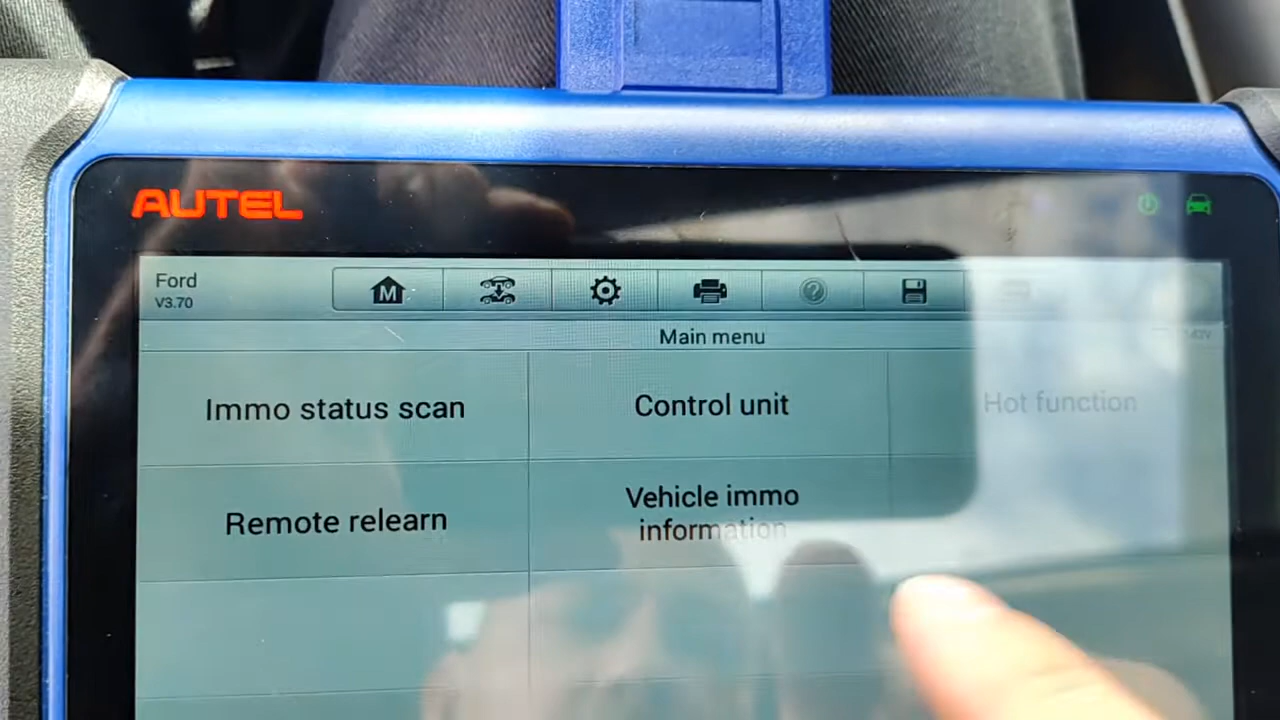 AUTEL
Ford
V3.70
M
Main menu
Immo status scan
Control unit
Hot function
Remote relearn
Vehicle immo
information